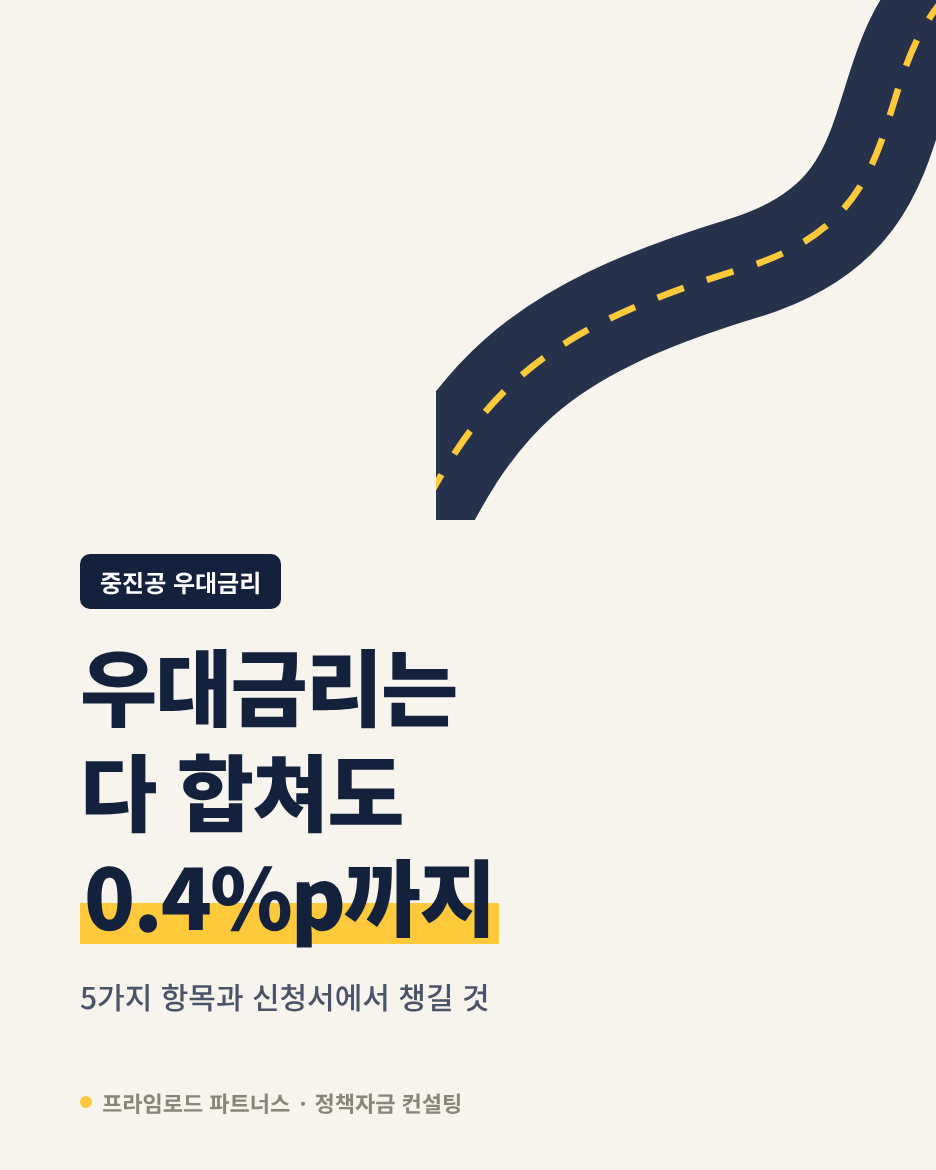 중진공 우대금리
우대금리는
다 합쳐도
0.4%p까지
5가지 항목과 신청서에서 챙길 것
프라임로드 파트너스 · 정책자금 컨설팅